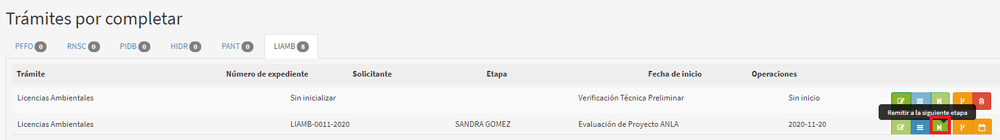 Trámites por completar
PFFO 0 RNSC 0 PIDB 0 HIDR 0 PANT 0 LIAMB 8
Trámite Número de expediente Solicitante Etapa Fecha de inicio Operaciones
Licencias Ambientales Sin inicializar Verificación Técnica Preliminar Sin inicio
Remitir a la siguiente etapa
Licencias Ambientales LIAMB-0011-2020 SANDRA GOMEZ Evaluación de Proyecto ANLA 2020-11-20